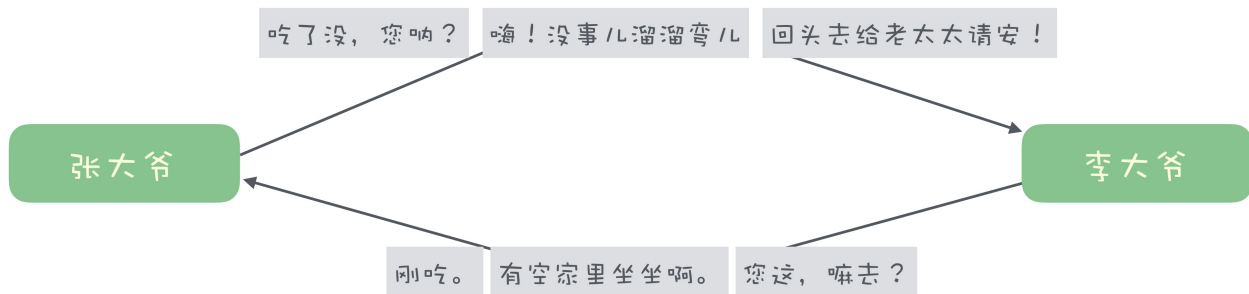 吃了没，您呐？
嗨！没事儿溜溜弯儿
回头去给老太太请安！
张大爷
李大爷
刚吃。
有空家里坐坐啊。
您这，嘛去？